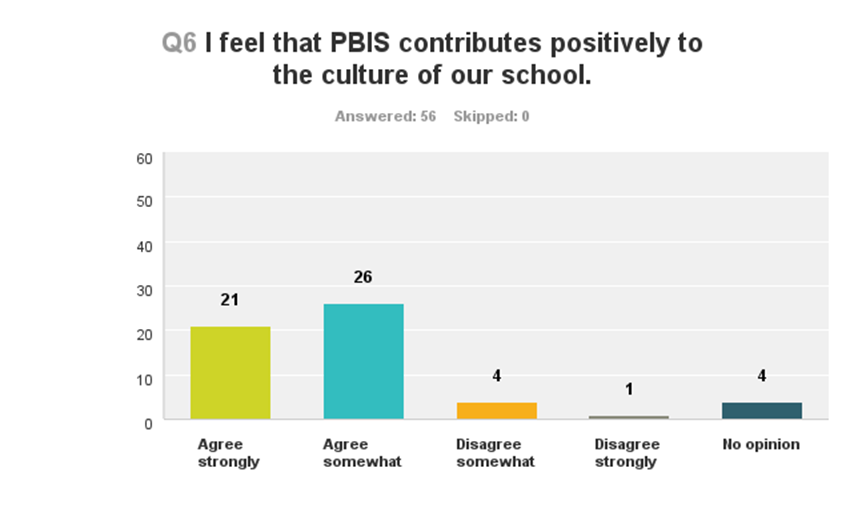 Q6 I feel that PBIS contributes positively to
the culture of our school.
Answered: 56 Skipped: 0
60
50
40
30
20
10
0
21
26
4
1
4
Agree
strongly
Agree
somewhat
Disagree
somewhat
Disagree
strongly
No opinion